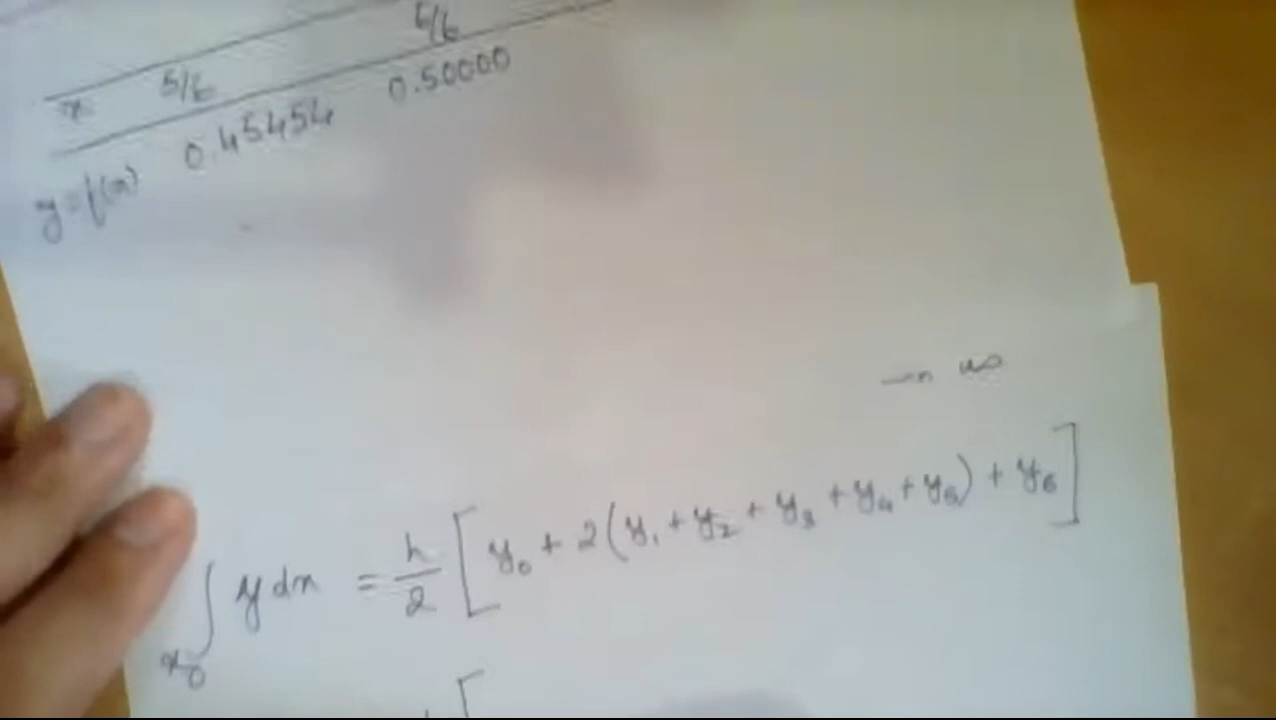 x 5/6 6/6
y=f(x) 0.45454 0.50000
∫ y dx = h/2 [ y₀ + 2(y₁ + y₂ + y₃ + y₄ + y₅) + y₆ ]
x₀